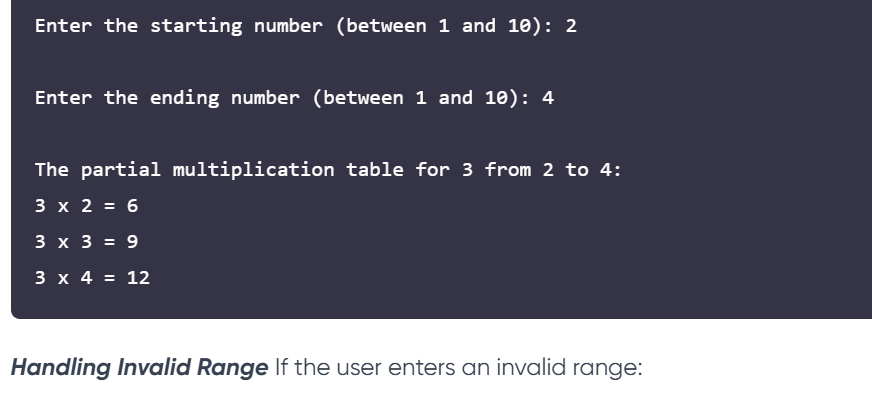 Enter the starting number (between 1 and 10): 2
Enter the ending number (between 1 and 10): 4
The partial multiplication table for 3 from 2 to 4:
3 x 2 = 6
3 x 3 = 9
3 x 4 = 12
Handling Invalid Range If the user enters an invalid range: